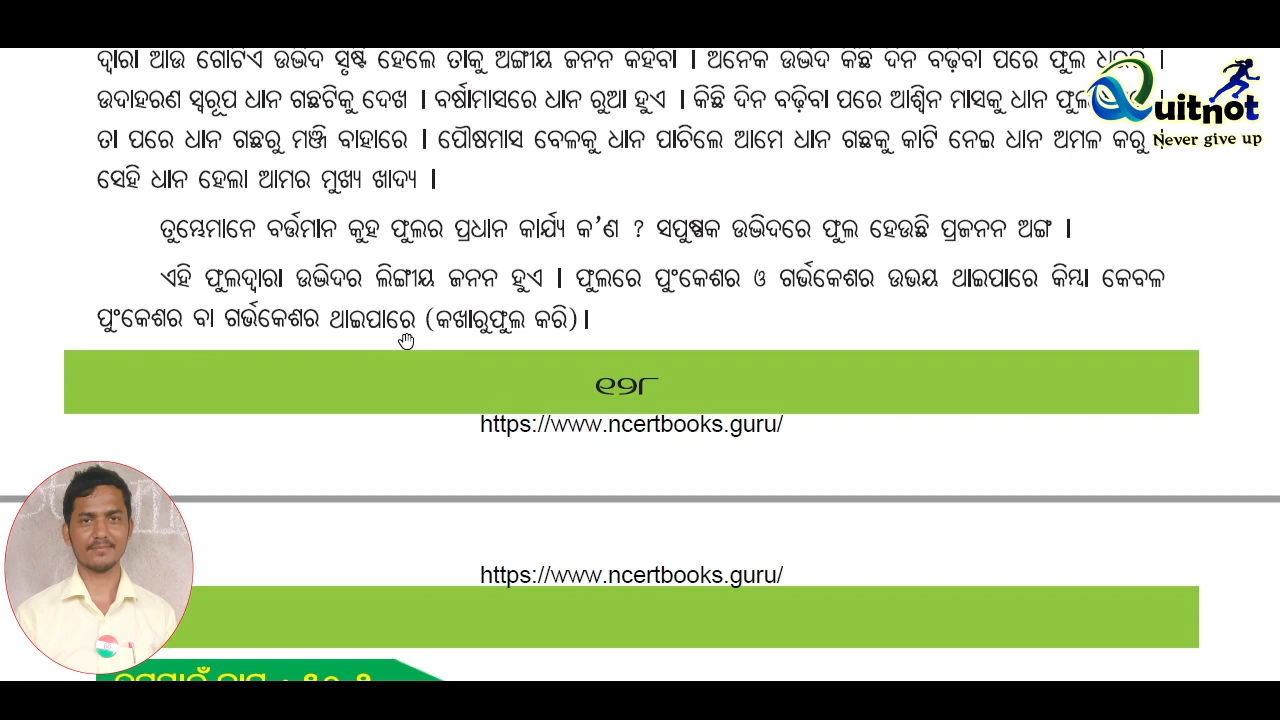 ଦ୍ୱାରା ଆଉ ଗୋଟିଏ ଉଦ୍ଭିଦ ସୃଷ୍ଟି ହେଲେ ତାକୁ ଅଙ୍ଗୀୟ ଜନନ କହିବା । ଅନେକ ଉଦ୍ଭିଦ କିଛି ଦିନ ବଢ଼ିବା ପରେ ଫୁଲ
ଉଦାହରଣ ସ୍ୱରୂପ ଧାନ ଗଛଟିକୁ ଦେଖ । ବର୍ଷାମାସରେ ଧାନ ରୁଆ ହୁଏ । କିଛି ଦିନ ବଢ଼ିବା ପରେ ଆଶ୍ୱିନ ମାସକୁ ଧାନ ଫୁଲ
ତା ପରେ ଧାନ ଗଛରୁ ମଞ୍ଜି ବାହାରେ । ପୌଷମାସ ବେଳକୁ ଧାନ ପାଚିଲେ ଆମେ ଧାନ ଗଛକୁ କାଟି ନେଇ ଧାନ ଅମଳ କରୁ ।
ସେହି ଧାନ ହେଲା ଆମର ମୁଖ୍ୟ ଖାଦ୍ୟ ।
ତୁମ୍ଭେମାନେ ବର୍ତ୍ତମାନ କୁହ ଫୁଲର ପ୍ରଧାନ କାର୍ଯ୍ୟ କ’ଣ ? ସପୁଷ୍ପକ ଉଦ୍ଭିଦରେ ଫୁଲ ହେଉଛି ପ୍ରଜନନ ଅଙ୍ଗ ।
ଏହି ଫୁଲଦ୍ୱାରା ଉଦ୍ଭିଦର ଲିଙ୍ଗୀୟ ଜନନ ହୁଏ । ଫୁଲରେ ପୁଂକେଶର ଓ ଗର୍ଭକେଶର ଉଭୟ ଥାଇପାରେ କିମ୍ବା କେବଳ
ପୁଂକେଶର ବା ଗର୍ଭକେଶର ଥାଇପାରେ (କଖାରୁଫୁଲ କରି)।
୧୨୮
https://www.ncertbooks.guru/
https://www.ncertbooks.guru/
Quitnot
Never give up